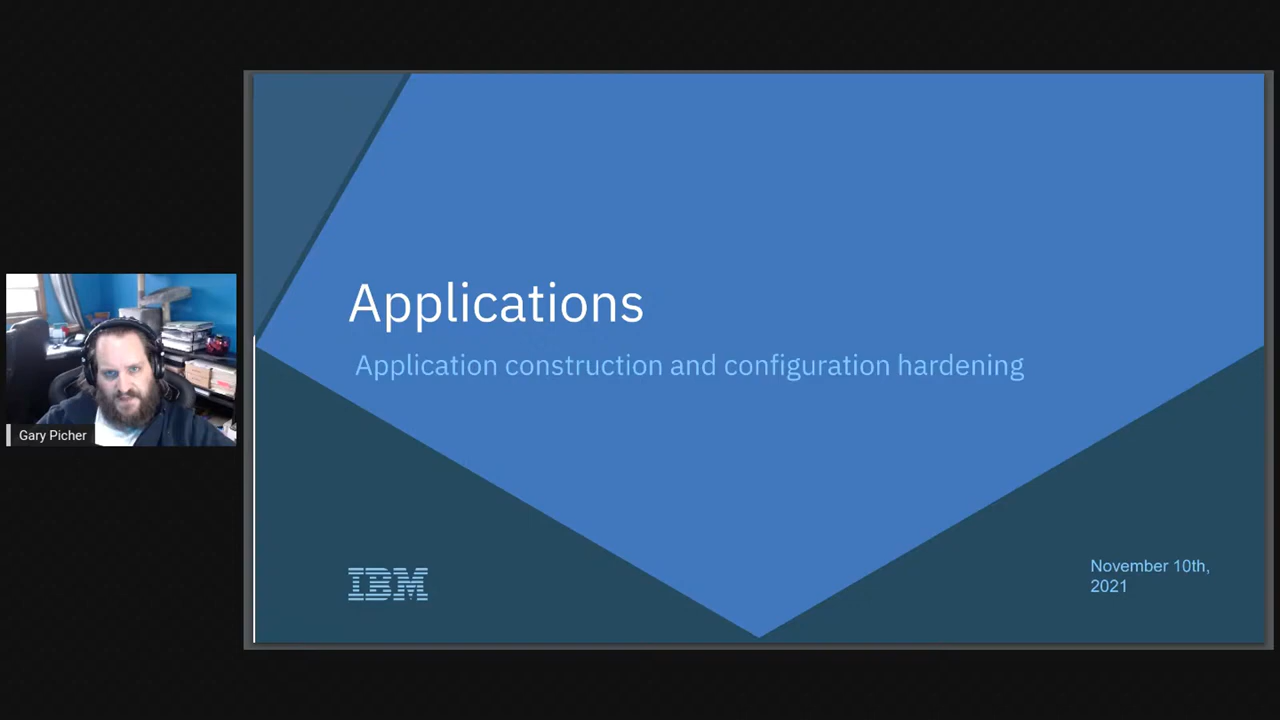 Applications
Application construction and configuration hardening
Gary Picher
IBM
November 10th,
2021